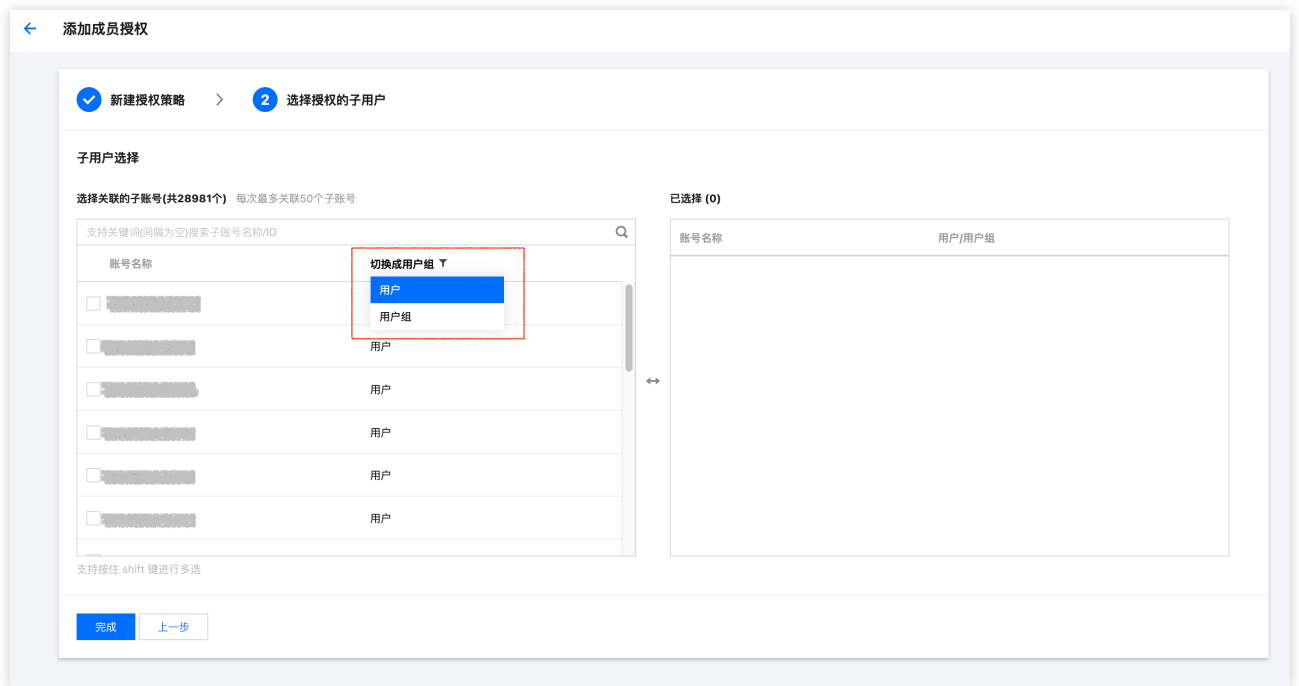 添加成员授权
新建授权策略
2 选择授权的子用户
子用户选择
选择关联的子账号(共28981个) 每次最多关联50个子账号
已选择 (0)
支持关键词(间隔为空)搜索子账号名称/ID
账号名称 切换成用户组
账号名称 用户/用户组
用户
用户组
用户
用户
用户
用户
用户
支持按住 shift 键进行多选
完成 上一步